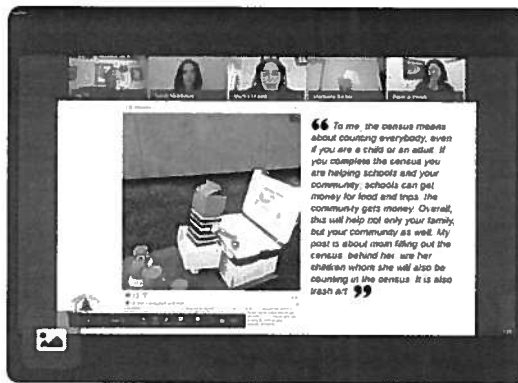 “ To me, the census means
about counting everybody, even
if you are a child or an adult. If
you complete the census you
are helping schools and your
community, schools can get
money for food and trips, the
community gets money. Overall,
this will help not only your family,
but your community as well. My
post is about mom filling out the
census, behind her are her
children whom she will also be
counting in the census. It is also
trash art. ”